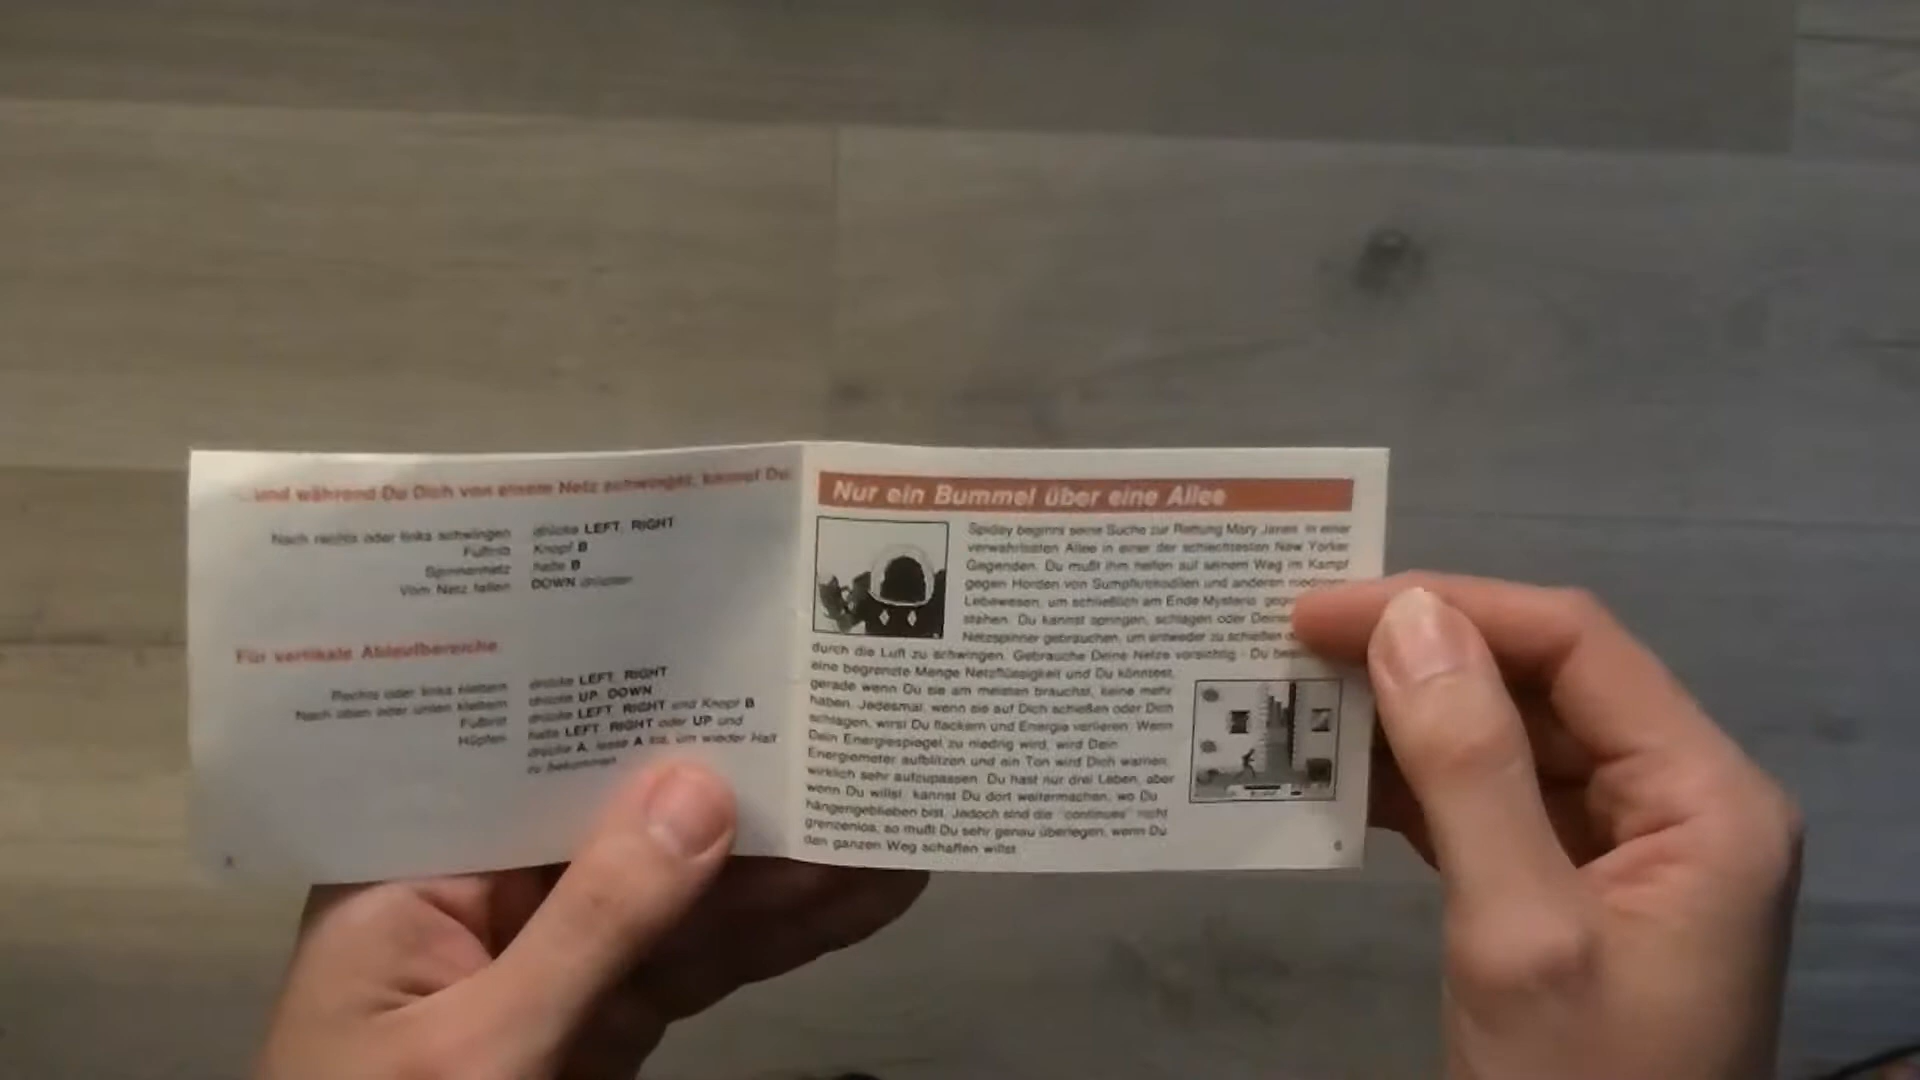 ...und während Du Dich von einem Netz schwingst, kannst Du
Nach rechts oder links schwingen drücke LEFT, RIGHT
Fußtritt Knopf B
Spinnennetz halte B
Vom Netz fallen DOWN drücken
Für vertikale Ablaufbereiche
Rechts oder links klettern drücke LEFT, RIGHT
Nach oben oder unten klettern drücke UP, DOWN
Fußtritt drücke LEFT, RIGHT und Knopf B
Hüpfen halte LEFT, RIGHT oder UP und
drücke A, lasse A los, um wieder Halt
zu bekommen
Nur ein Bummel über eine Allee
Spidey beginnt seine Suche zur Rettung Mary Janes in einer
verwahrlosten Allee in einer der schlechtesten New Yorker
Gegenden. Du mußt ihm helfen auf seinem Weg im Kampf
gegen Horden von Sumpfkrokodilen und anderen niedrigen
Lebewesen, um schließlich am Ende Mysterio
stehen. Du kannst springen, schlagen oder
Netzspinner gebrauchen, um entweder zu schießen
durch die Luft zu schwingen. Gebrauche Deine Netze vorsichtig - Du
eine begrenzte Menge Netzflüssigkeit und Du könntest,
gerade wenn Du sie am meisten brauchst, keine mehr
haben. Jedesmal, wenn sie auf Dich schießen oder Dich
schlagen, wirst Du flackern und Energie verlieren. Wenn
Dein Energiespiegel zu niedrig wird, wird Dein
Energiemeter aufblitzen und ein Ton wird Dich warnen,
wirklich sehr aufzupassen. Du hast nur drei Leben, aber
wenn Du willst, kannst Du dort weitermachen, wo Du
hängengeblieben bist. Jedoch sind die "continues" nicht
grenzenlos, so mußt Du sehr genau überlegen, wenn Du
den ganzen Weg schaffen willst.
6